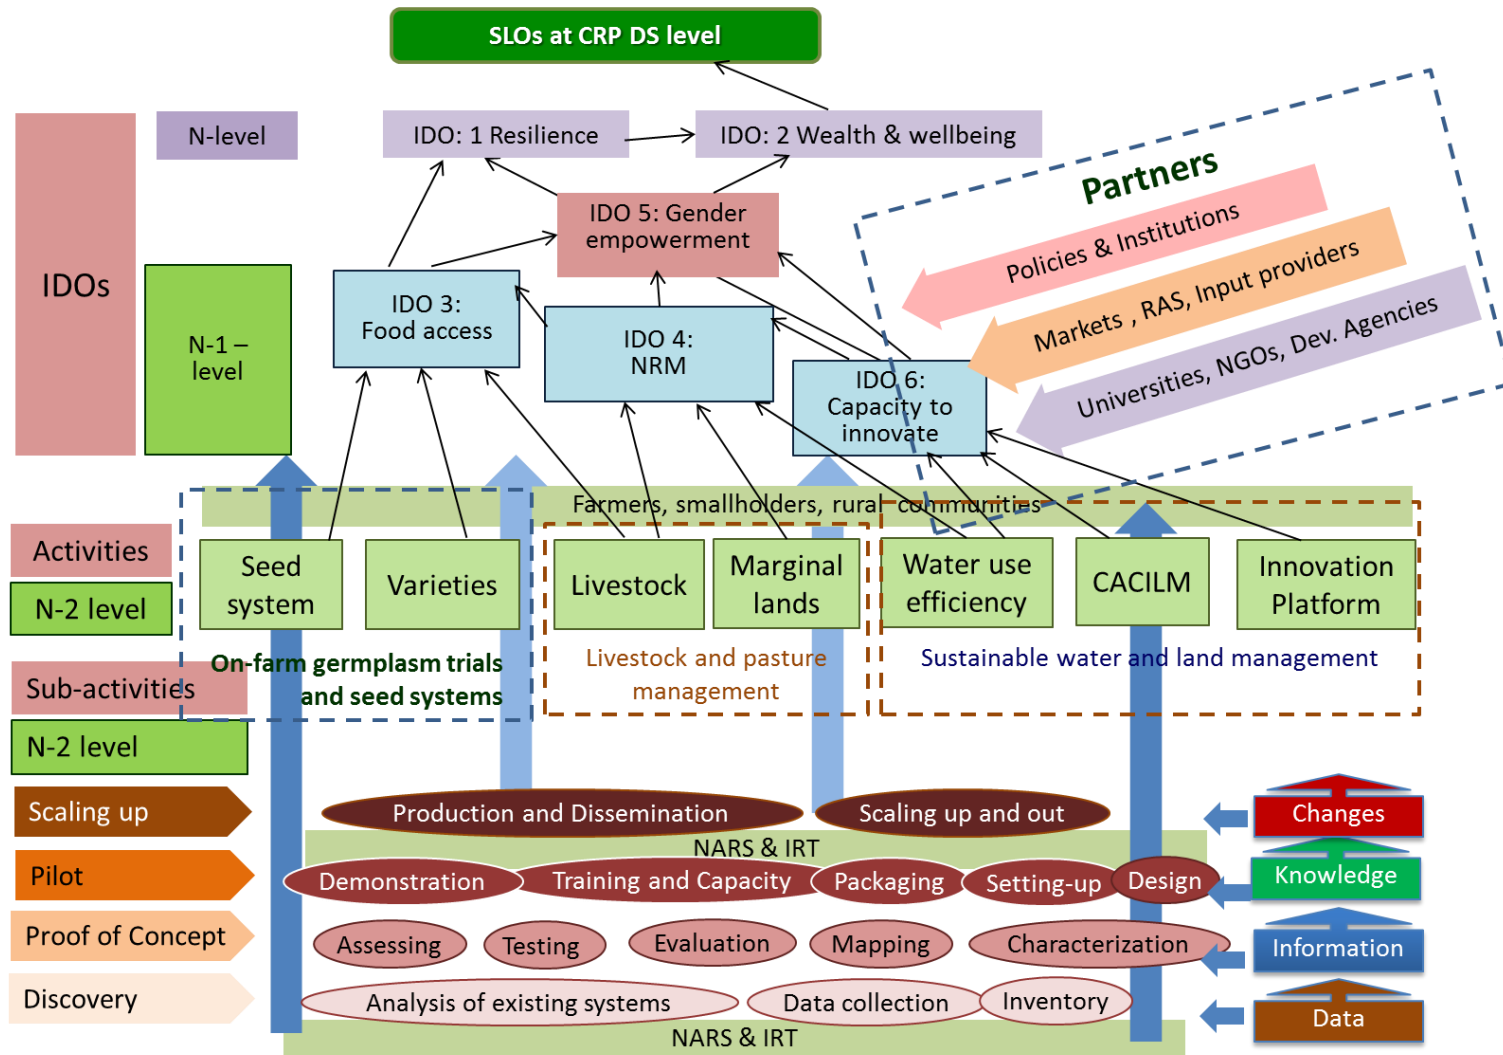 SLOs at CRP DS level
N-level
IDO: 1 Resilience
IDO: 2 Wealth & wellbeing
IDOs
N-1 –
level
IDO 5: Gender
empowerment
IDO 3:
Food access
IDO 4:
NRM
IDO 6:
Capacity to
innovate
Partners
Policies & Institutions
Markets , RAS, Input providers
Universities, NGOs, Dev. Agencies
Farmers, smallholders, rural communities
Activities
N-2 level
Seed
system
Varieties
Livestock
Marginal
lands
Water use
efficiency
CACILM
Innovation
Platform
On-farm germplasm trials
and seed systems
Livestock and pasture
management
Sustainable water and land management
Sub-activities
N-2 level
Scaling up
Production and Dissemination
Scaling up and out
Changes
NARS & IRT
Pilot
Demonstration
Training and Capacity
Packaging
Setting-up
Design
Knowledge
Proof of Concept
Assessing
Testing
Evaluation
Mapping
Characterization
Information
Discovery
Analysis of existing systems
Data collection
Inventory
Data
NARS & IRT